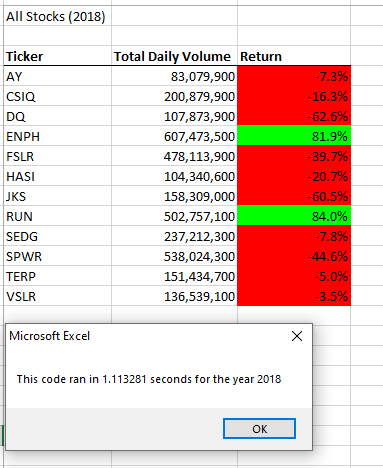 All Stocks (2018)
Ticker Total Daily Volume Return
AY 83,079,900 -7.3%
CSIQ 200,879,900 -16.3%
DQ 107,873,900 -62.6%
ENPH 607,473,500 81.9%
FSLR 478,113,900 -39.7%
HASI 104,340,600 -20.7%
JKS 158,309,000 -60.5%
RUN 502,757,100 84.0%
SEDG 237,212,300 -7.8%
SPWR 538,024,300 -44.6%
TERP 151,434,700 -5.0%
VSLR 136,539,100 -3.5%
Microsoft Excel
This code ran in 1.113281 seconds for the year 2018
OK